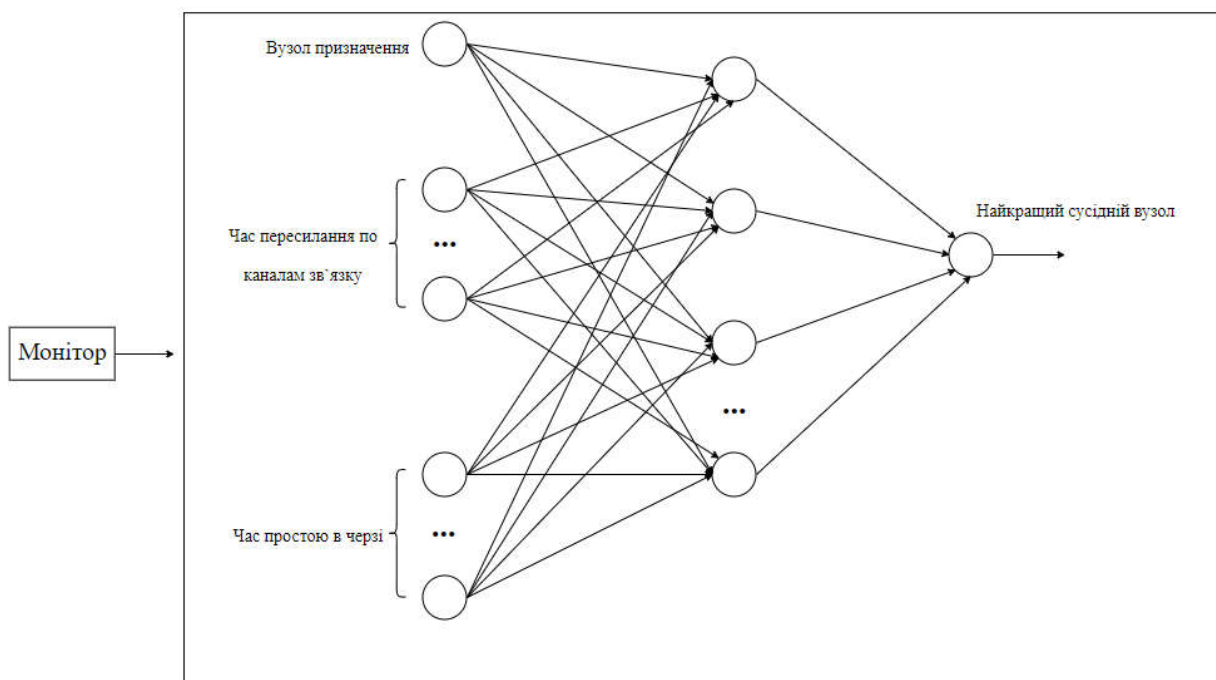 Вузол призначення
Час пересилання по
каналам зв`язку
...
Найкращий сусідній вузол
Монітор
...
Час простою в черзі
...